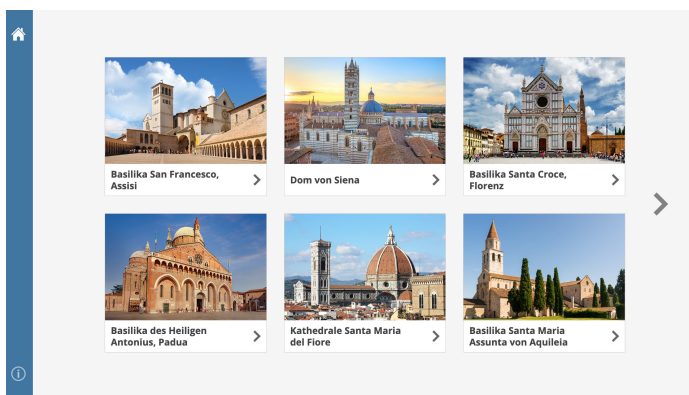 Basilika San Francesco,
Assisi
Dom von Siena
Basilika Santa Croce,
Florenz
Basilika des Heiligen
Antonius, Padua
Kathedrale Santa Maria
del Fiore
Basilika Santa Maria
Assunta von Aquileia